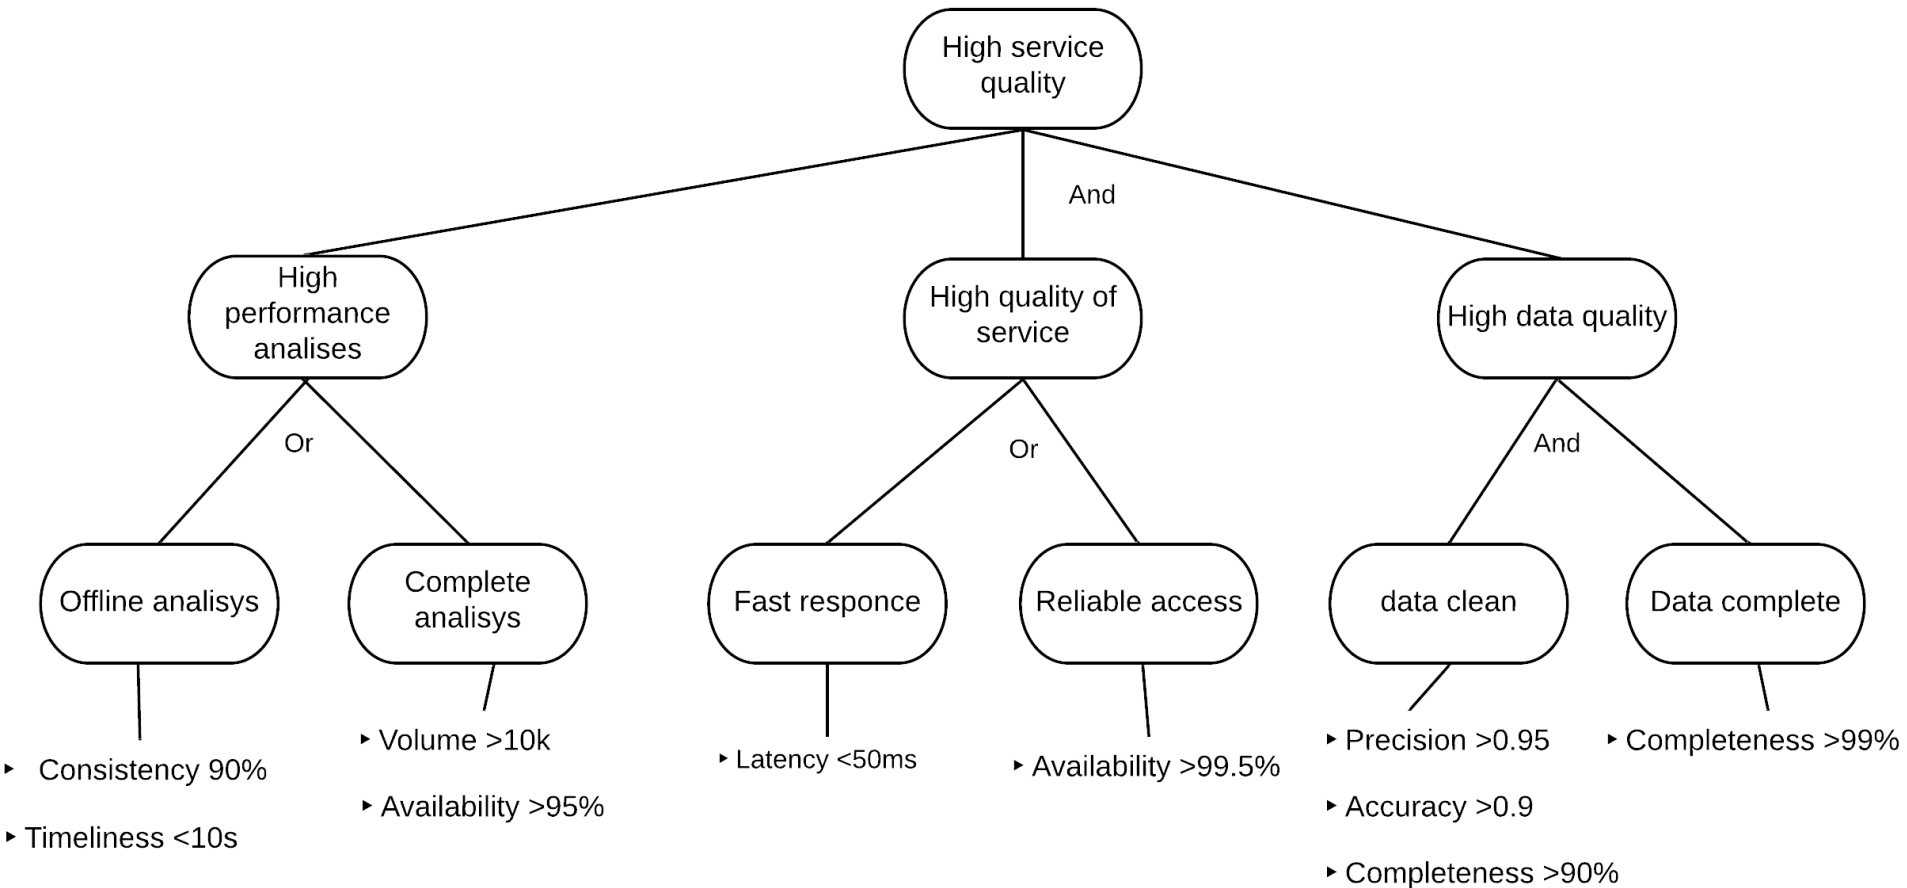 High service
quality
And
High
performance
analises
High quality of
service
High data quality
Or
Or
And
Offline analisys
Complete
analisys
Fast responce
Reliable access
data clean
Data complete
‣ Consistency 90%
‣ Timeliness <10s
‣ Volume >10k
‣ Availability >95%
‣ Latency <50ms
‣ Availability >99.5%
‣ Precision >0.95
‣ Accuracy >0.9
‣ Completeness >90%
‣ Completeness >99%